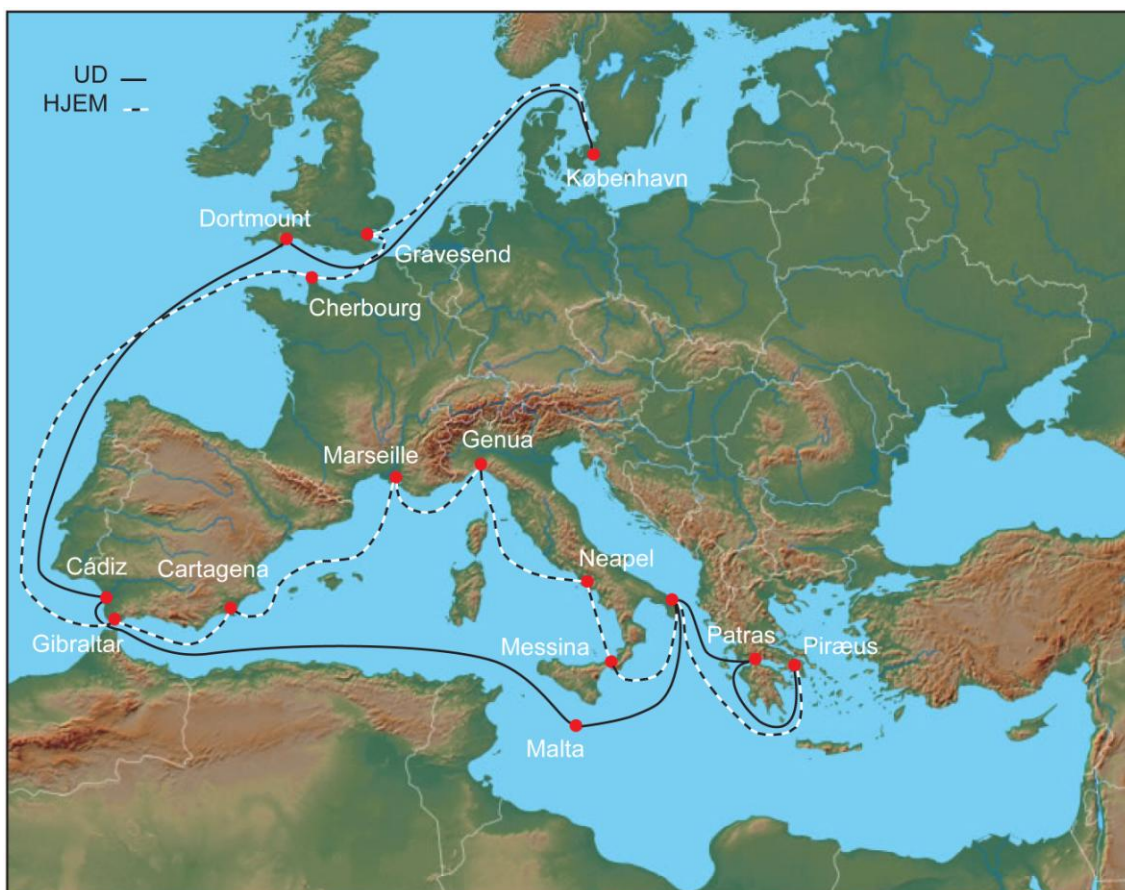 UD
HJEM
København
Dortmount
Gravesend
Cherbourg
Genua
Marseille
Neapel
Cádiz
Cartagena
Gibraltar
Messina
Patras
Piræus
Malta